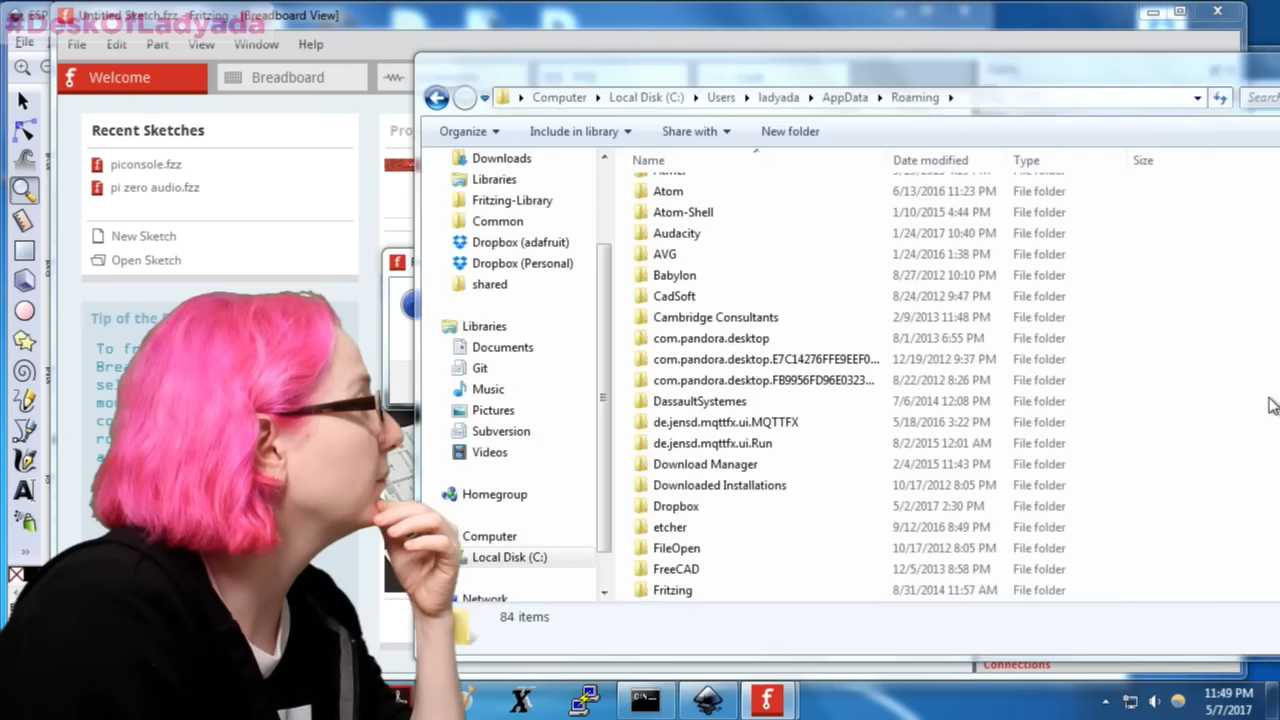 #DeskOfLadyada
Untitled Sketch.fzz - Fritzing - [Breadboard View]
File
File Edit Part View Window Help
Welcome
Breadboard
Recent Sketches
piconsole.fzz
pi zero audio.fzz
New Sketch
Open Sketch
Tip of the
To
Computer Local Disk (C:) Users ladyada AppData Roaming
Organize Include in library Share with New folder
Downloads
Libraries
Fritzing-Library
Common
Dropbox (adafruit)
Dropbox (Personal)
shared
Libraries
Documents
Git
Music
Pictures
Subversion
Videos
Homegroup
Computer
Local Disk (C:)
Network
Name Date modified Type Size
Atom 6/13/2016 11:23 PM File folder
Atom-Shell 1/10/2015 4:44 PM File folder
Audacity 1/24/2017 10:40 PM File folder
AVG 1/24/2016 1:38 PM File folder
Babylon 8/27/2012 10:10 PM File folder
CadSoft 8/24/2012 9:47 PM File folder
Cambridge Consultants 2/9/2013 11:48 PM File folder
com.pandora.desktop 8/1/2013 6:55 PM File folder
com.pandora.desktop.E7C14276FFE9EEF0... 12/19/2012 9:37 PM File folder
com.pandora.desktop.FB9956FD96E0323... 8/22/2012 8:26 PM File folder
DassaultSystemes 7/6/2014 12:08 PM File folder
de.jensd.mqttfx.ui.MQTTFX 5/18/2016 3:22 PM File folder
de.jensd.mqttfx.ui.Run 8/2/2015 12:01 AM File folder
Download Manager 2/4/2015 11:43 PM File folder
Downloaded Installations 10/17/2012 8:05 PM File folder
Dropbox 5/2/2017 2:30 PM File folder
etcher 9/12/2016 8:49 PM File folder
FileOpen 10/17/2012 8:05 PM File folder
FreeCAD 12/5/2013 8:58 PM File folder
Fritzing 8/31/2014 11:57 AM File folder
84 items
Connections
11:49 PM
5/7/2017